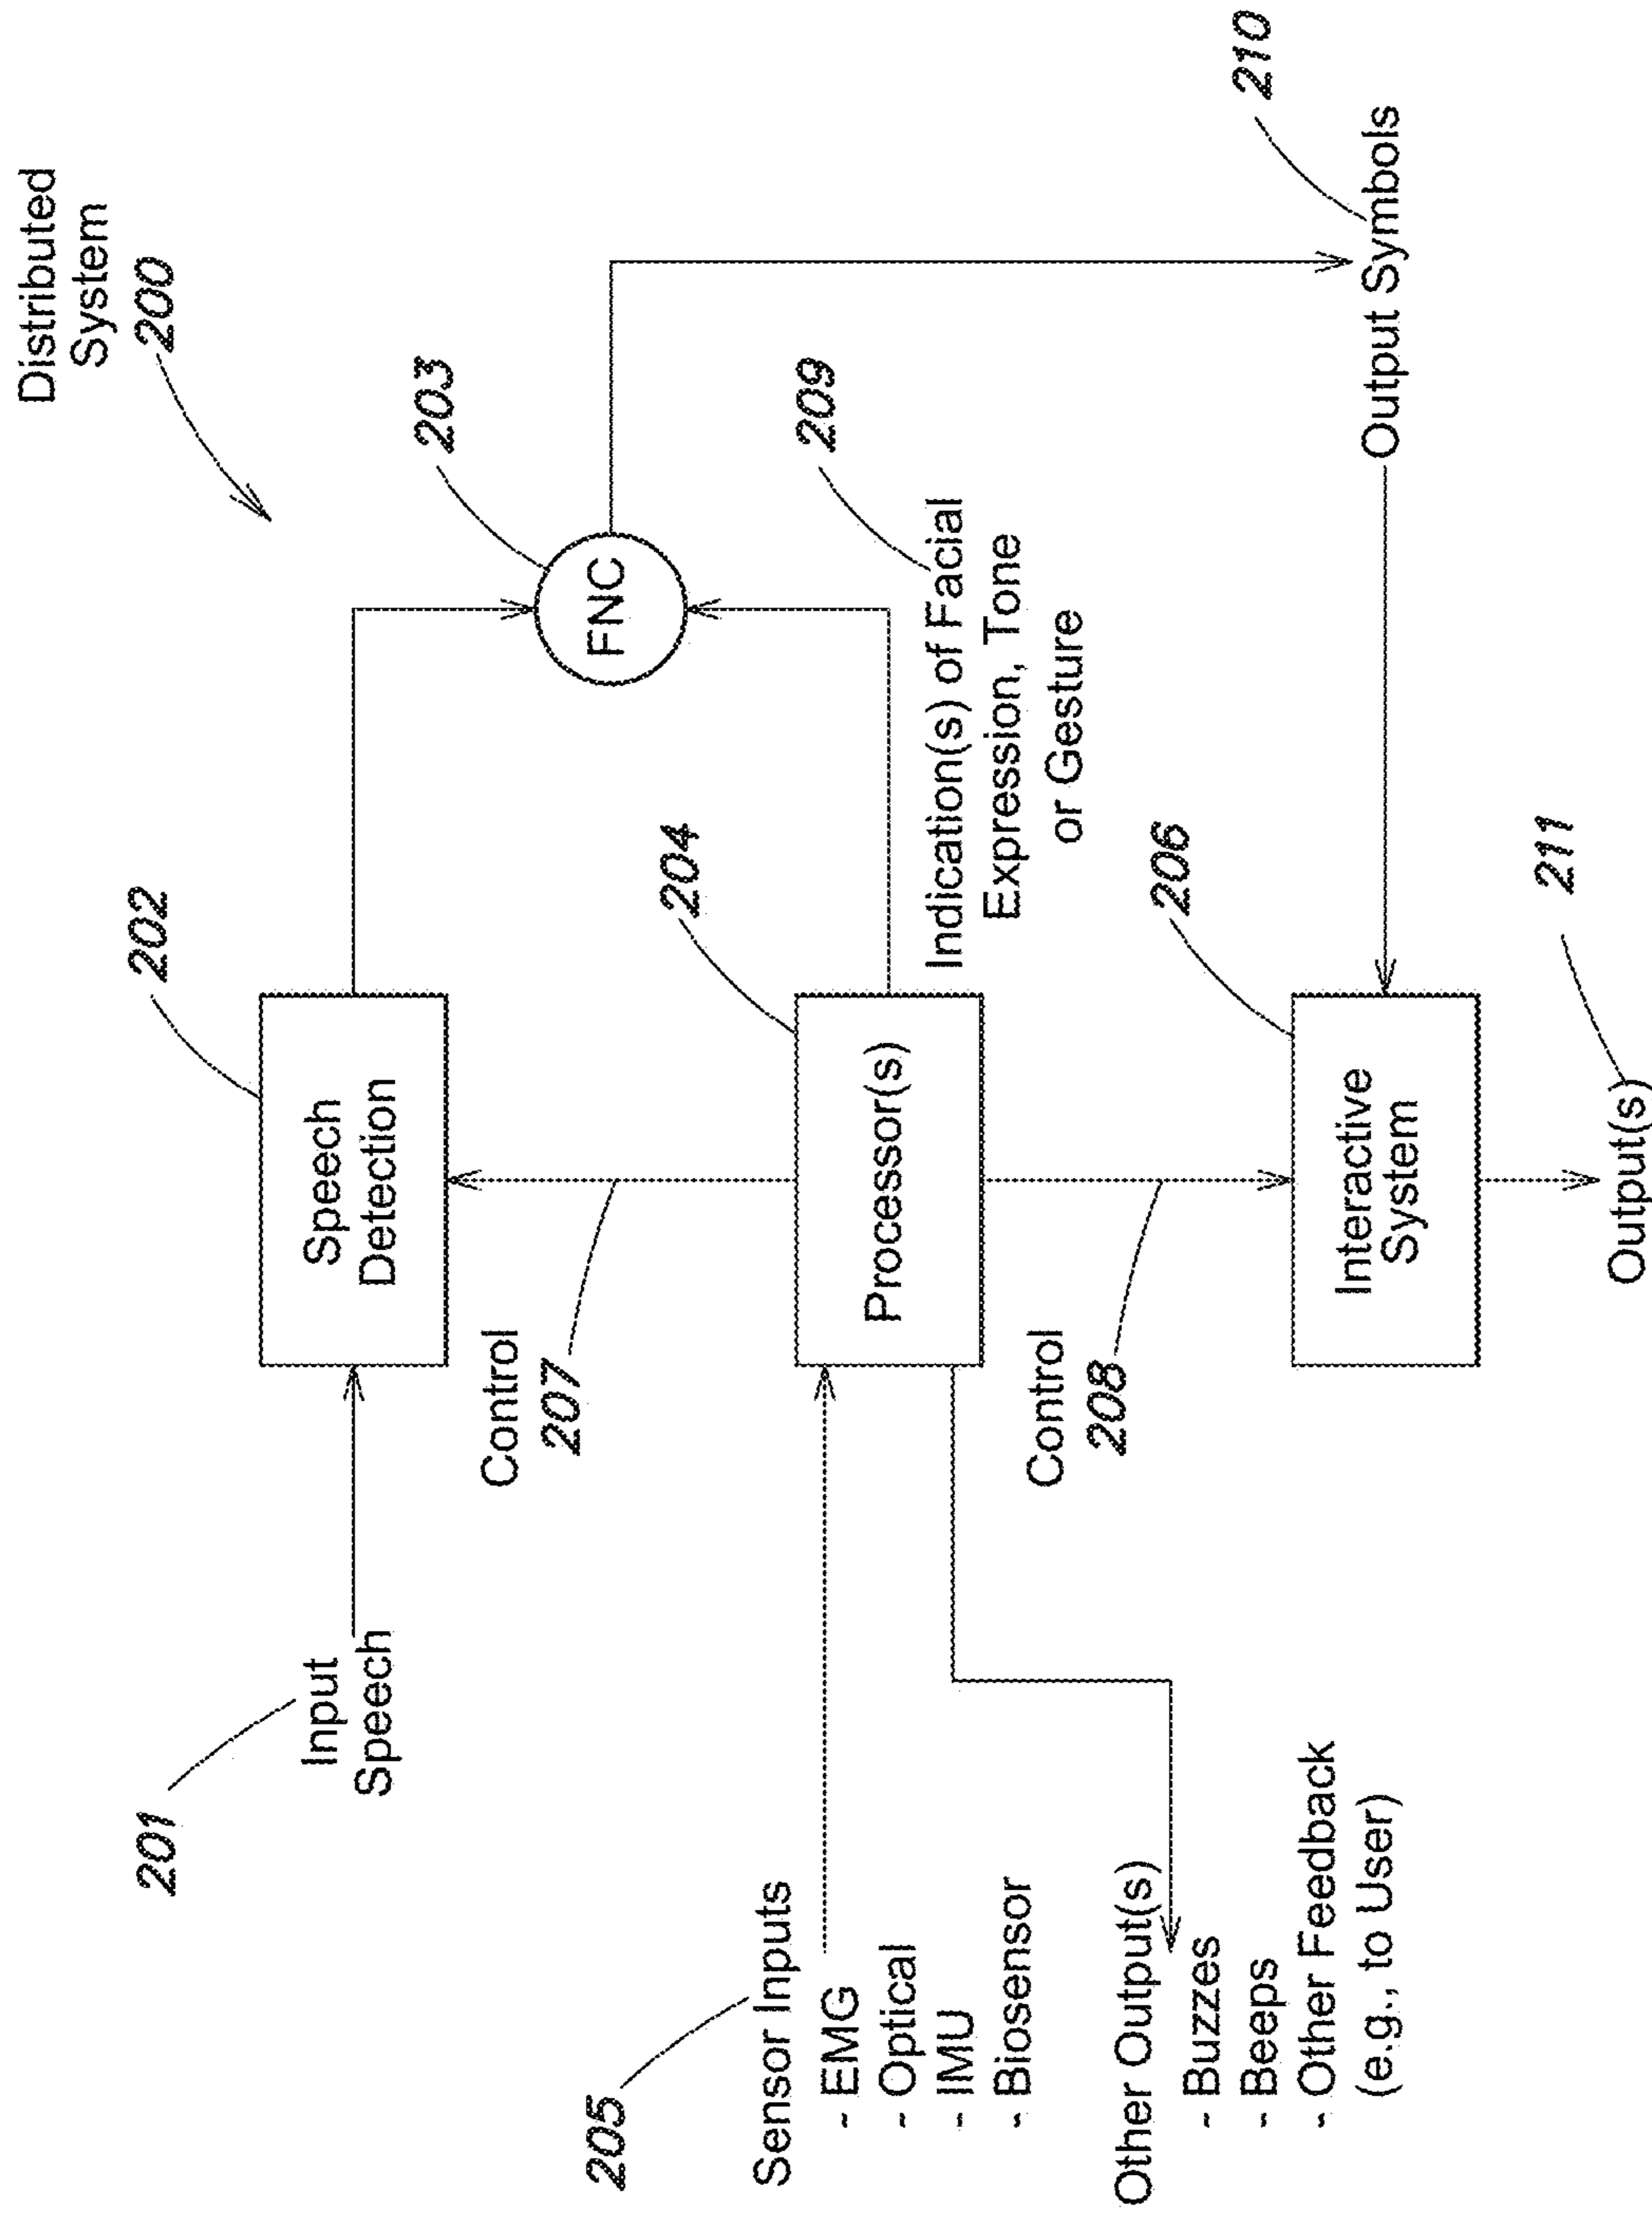 Distributed
System
200
201
Input
Speech
202
Speech
Detection
203
FNC
Control
207
204
Processor(s)
209
Indication(s) of Facial
Expression, Tone
or Gesture
205
Sensor Inputs
- EMG
- Optical
- IMU
- Biosensor
Other Output(s)
- Buzzes
- Beeps
- Other Feedback
(e.g., to User)
Control
208
206
Interactive
System
210
Output Symbols
211
Output(s)